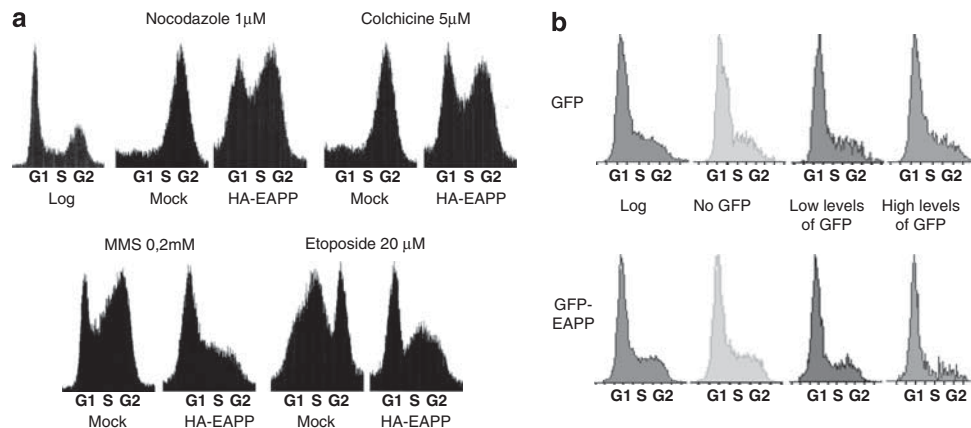 a
Nocodazole 1μM Colchicine 5μM
G1 S G2 G1 S G2 G1 S G2 G1 S G2 G1 S G2
Log Mock HA-EAPP Mock HA-EAPP
MMS 0,2mM Etoposide 20 μM
G1 S G2 G1 S G2 G1 S G2 G1 S G2
Mock HA-EAPP Mock HA-EAPP
b
GFP
G1 S G2 G1 S G2 G1 S G2 G1 S G2
Log No GFP Low levels High levels
of GFP of GFP
GFP-
EAPP
G1 S G2 G1 S G2 G1 S G2 G1 S G2